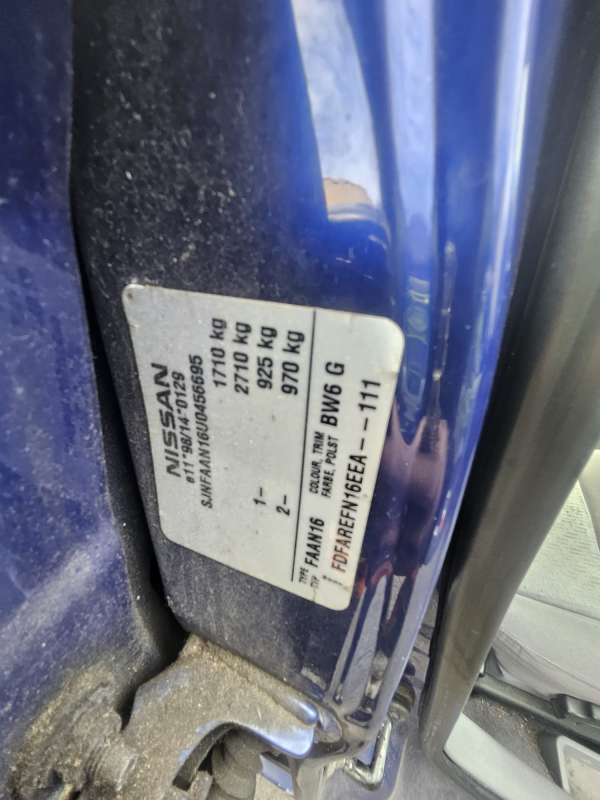 NISSAN
e11*98/14*0129
SJNFAAN16U0456695
1710 kg
2710 kg
1- 925 kg
2- 970 kg
TYPE TYP FAAN16 COLOUR, TRIM FARBE, POLST BW6 G
FDFAREFN16EEA--111